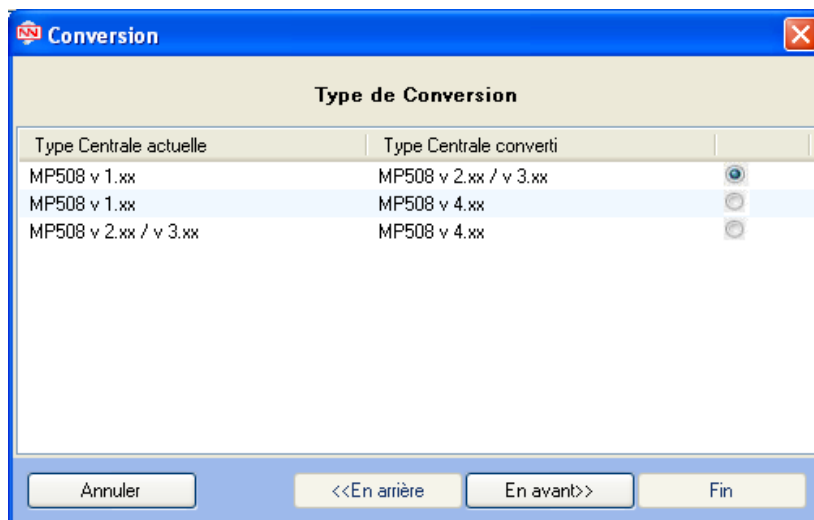 Conversion
Type de Conversion
Type Centrale actuelle Type Centrale converti
MP508 v 1.xx MP508 v 2.xx / v 3.xx
MP508 v 1.xx MP508 v 4.xx
MP508 v 2.xx / v 3.xx MP508 v 4.xx
Annuler <<En arrière En avant>> Fin